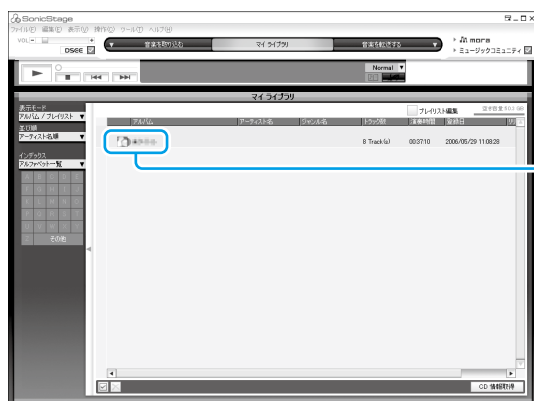 SonicStage
ファイル(F) 編集(E) 表示(V) 操作(C) ツール(T) ヘルプ(H)
VOL - +
DSEE
音楽を取り込む
マイ ライブラリ
音楽を転送する
mora
ミュージックコミュニティ
Normal
マイ ライブラリ
表示モード
アルバム / プレイリスト
並び順
アーティスト名順
インデックス
アルファベット一覧
その他
プレイリスト編集
アルバム アーティスト名 ジャンル名 トラック数 演奏時間 登録日
8 Track(s) 00:37:10 2006/05/29 11:08:28
CD 情報取得